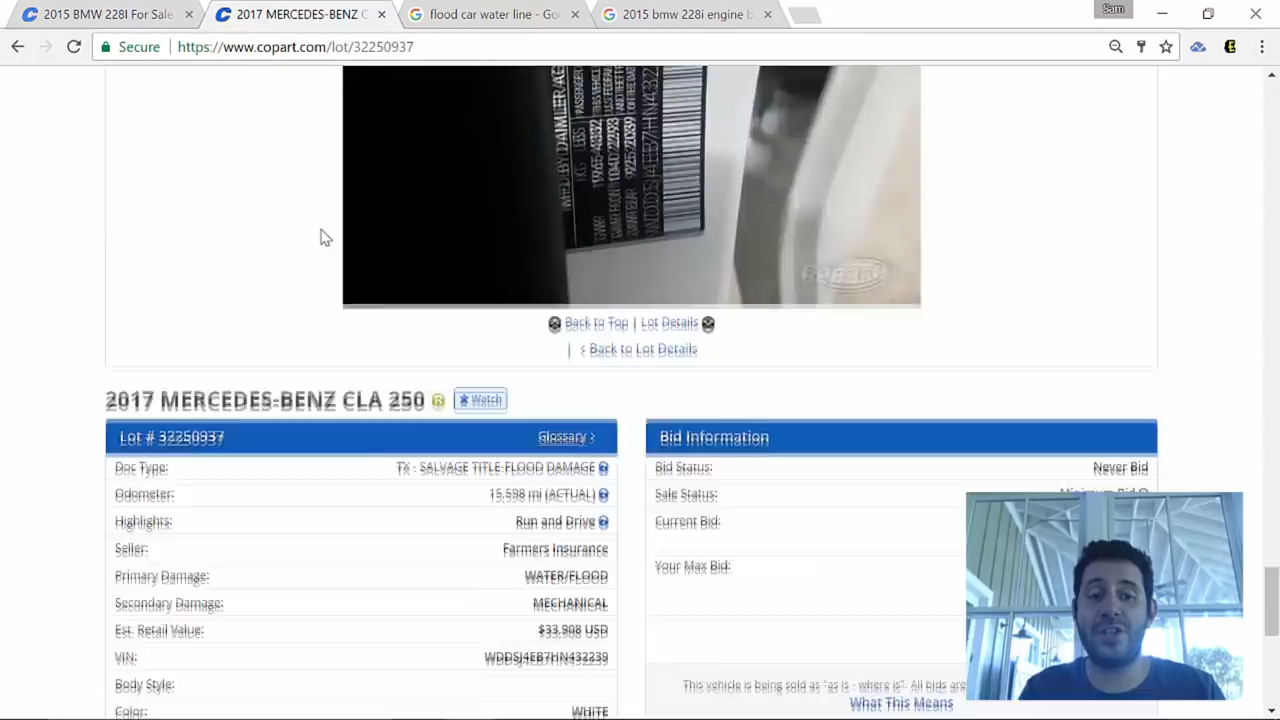 2015 BMW 228I For Sale
2017 MERCEDES-BENZ C
flood car water line - Go
2015 bmw 228i engine b
Sam
Secure
https://www.copart.com/lot/32250937
copart
Back to Top | Lot Details
Back to Lot Details
2017 MERCEDES-BENZ CLA 250
Watch
Lot # 32250937
Glossary
Bid Information
Doc Type:
TX : SALVAGE TITLE-FLOOD DAMAGE
Bid Status:
Never Bid
Odometer:
15,598 mi (ACTUAL)
Sale Status:
Minimum Bid
Highlights:
Run and Drive
Current Bid:
Seller:
Farmers Insurance
Your Max Bid:
Primary Damage:
WATER/FLOOD
Secondary Damage:
MECHANICAL
Est. Retail Value:
$33,908 USD
VIN:
WDDSJ4EB7HN432239
Body Style:
This vehicle is being sold as "as is - where is". All bids are
What This Means
Color:
WHITE